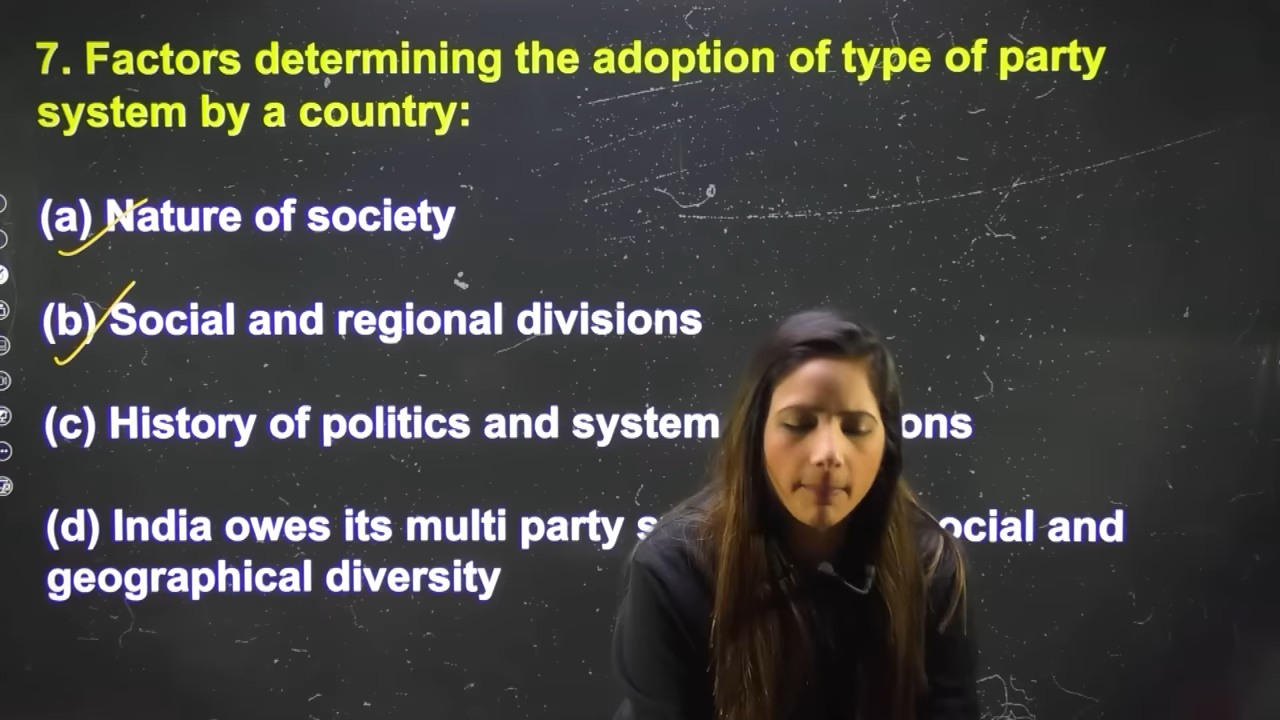 7. Factors determining the adoption of type of party
system by a country:
(a) Nature of society
(b) Social and regional divisions
(c) History of politics and system
(d) India owes its multi party
geographical diversity